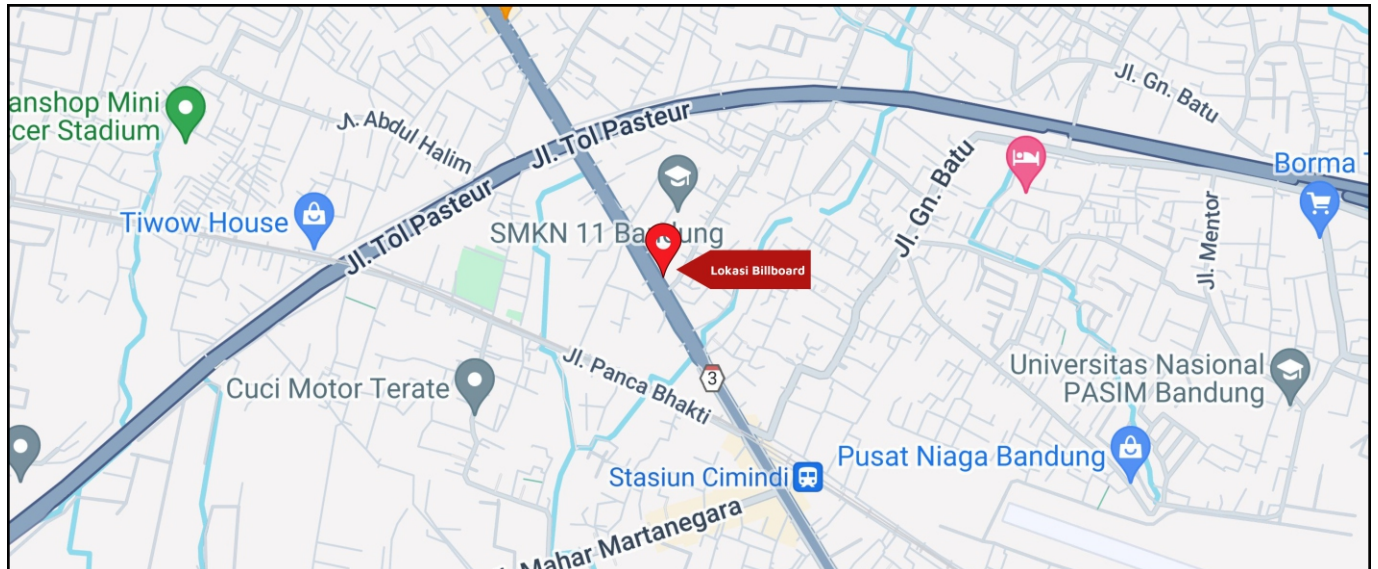 Jl. Gn. Batu
anshop Mini
cer Stadium
Jl. Abdul Halim
Jl. Tol Pasteur
Borma
Tiwow House
Jl. Tol Pasteur
SMKN 11 Bandung
Jl. Gn. Batu
Jl. Mentor
Lokasi Billboard
Jl. Panca Bhakti
3
Cuci Motor Terate
Universitas Nasional
PASIM Bandung
Stasiun Cimindi
Pusat Niaga Bandung
Mahar Martanegara